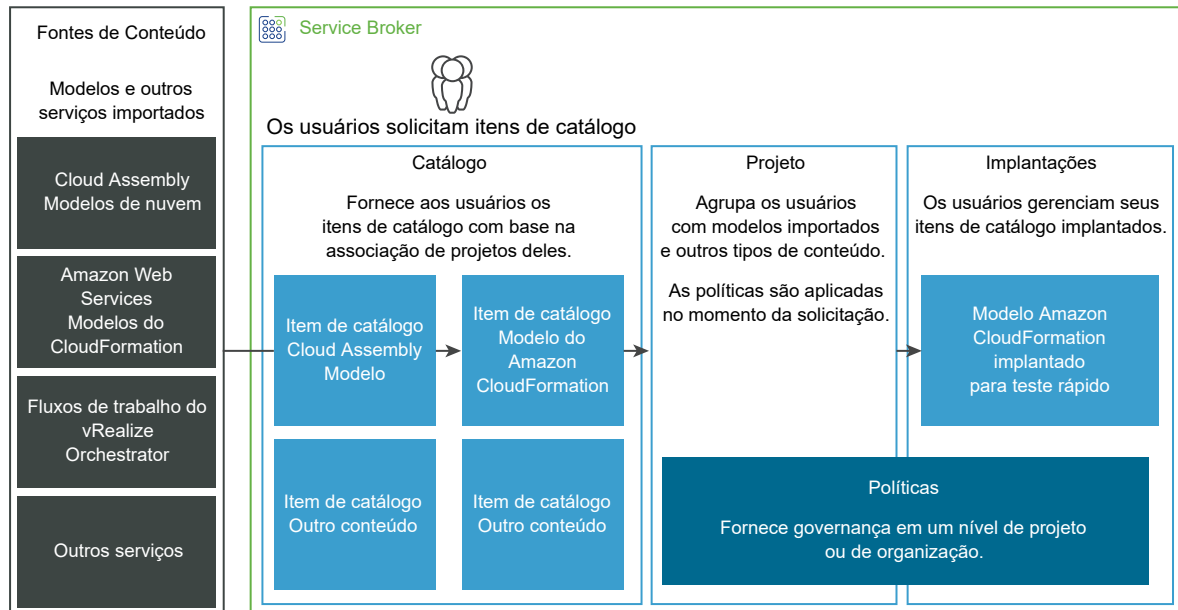 Fontes de Conteúdo
Modelos e outros
serviços importados
Cloud Assembly
Modelos de nuvem
Amazon Web
Services
Modelos do
CloudFormation
Fluxos de trabalho do
vRealize
Orchestrator
Outros serviços
Service Broker
Os usuários solicitam itens de catálogo
Catálogo
Fornece aos usuários os
itens de catálogo com base na
associação de projetos deles.
Item de catálogo
Cloud Assembly
Modelo
Item de catálogo
Modelo do
Amazon
CloudFormation
Item de catálogo
Outro conteúdo
Item de catálogo
Outro conteúdo
Projeto
Agrupa os usuários
com modelos importados
e outros tipos de conteúdo.
As políticas são aplicadas
no momento da solicitação.
Implantações
Os usuários gerenciam seus
itens de catálogo implantados.
Modelo Amazon
CloudFormation
implantado
para teste rápido
Políticas
Fornece governança em um nível de projeto
ou de organização.